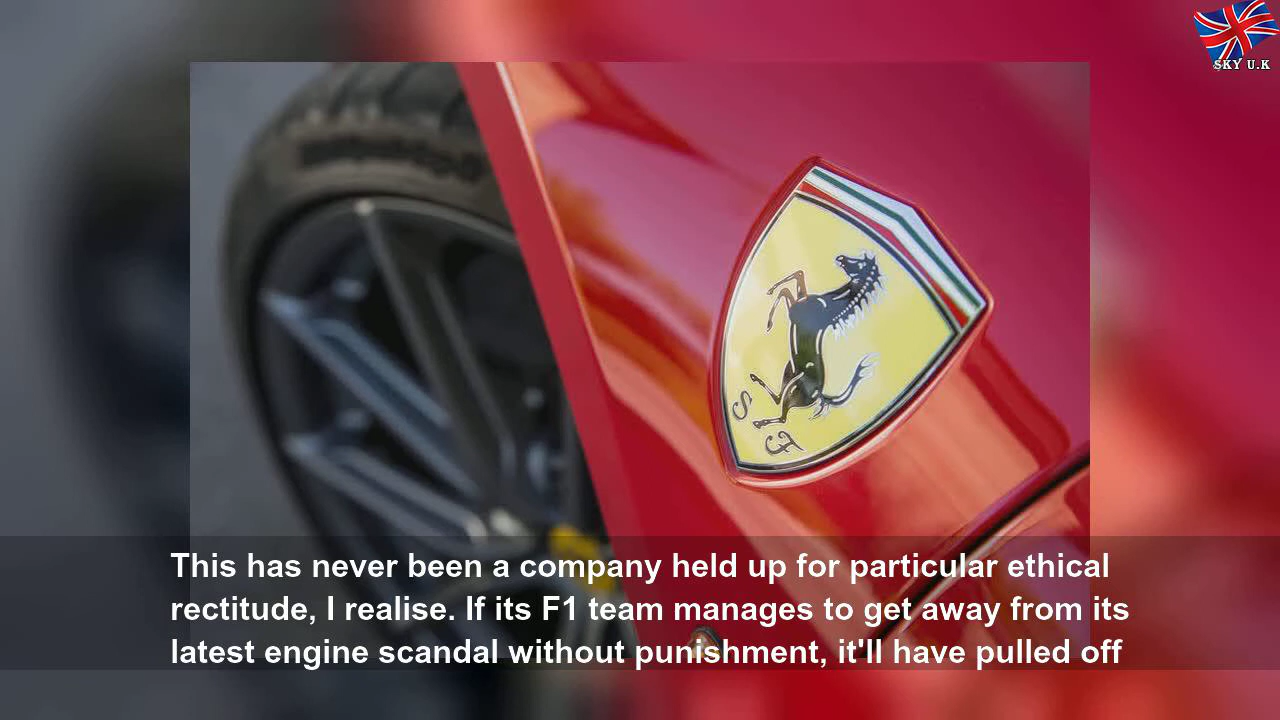 SKY U.K
S F
This has never been a company held up for particular ethical
rectitude, I realise. If its F1 team manages to get away from its
latest engine scandal without punishment, it'll have pulled off